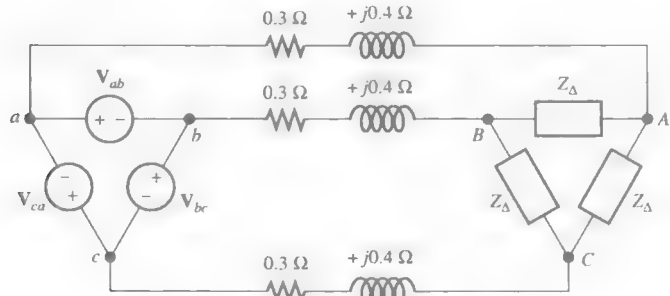 0.3 Ω + j0.4 Ω
V_ab 0.3 Ω + j0.4 Ω Z_Δ
a + − b B A
V_ca − + + − V_bc Z_Δ Z_Δ
c C
0.3 Ω + j0.4 Ω